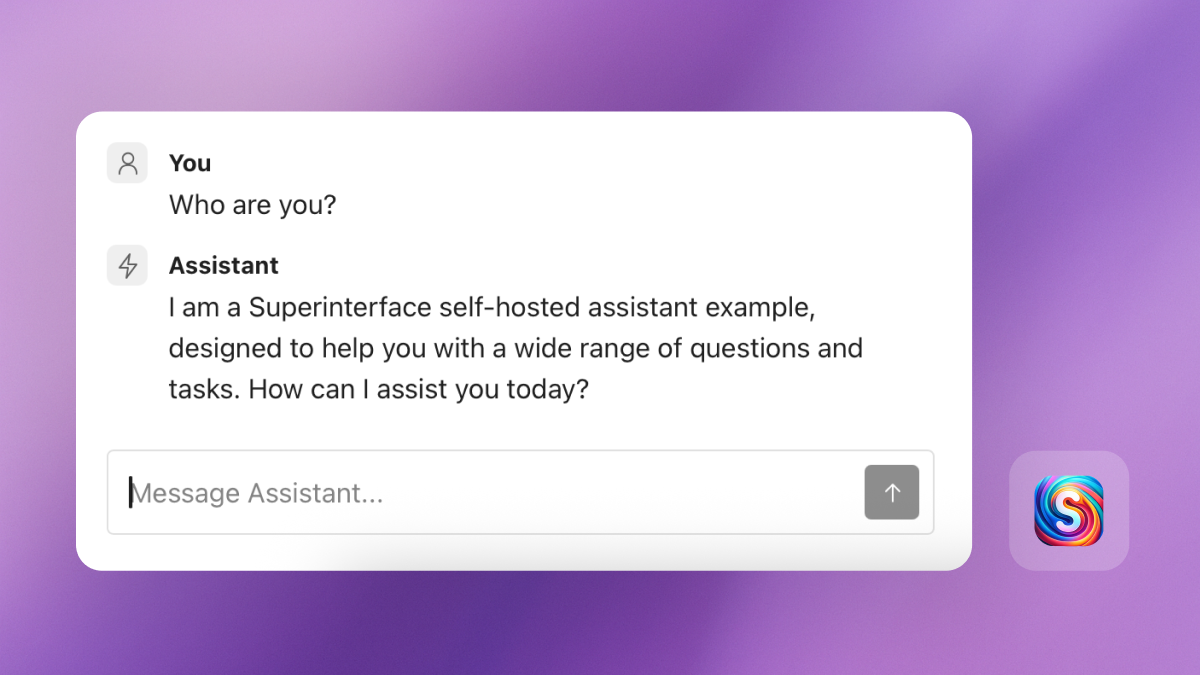 You
Who are you?
Assistant
I am a Superinterface self-hosted assistant example,
designed to help you with a wide range of questions and
tasks. How can I assist you today?
Message Assistant...
S